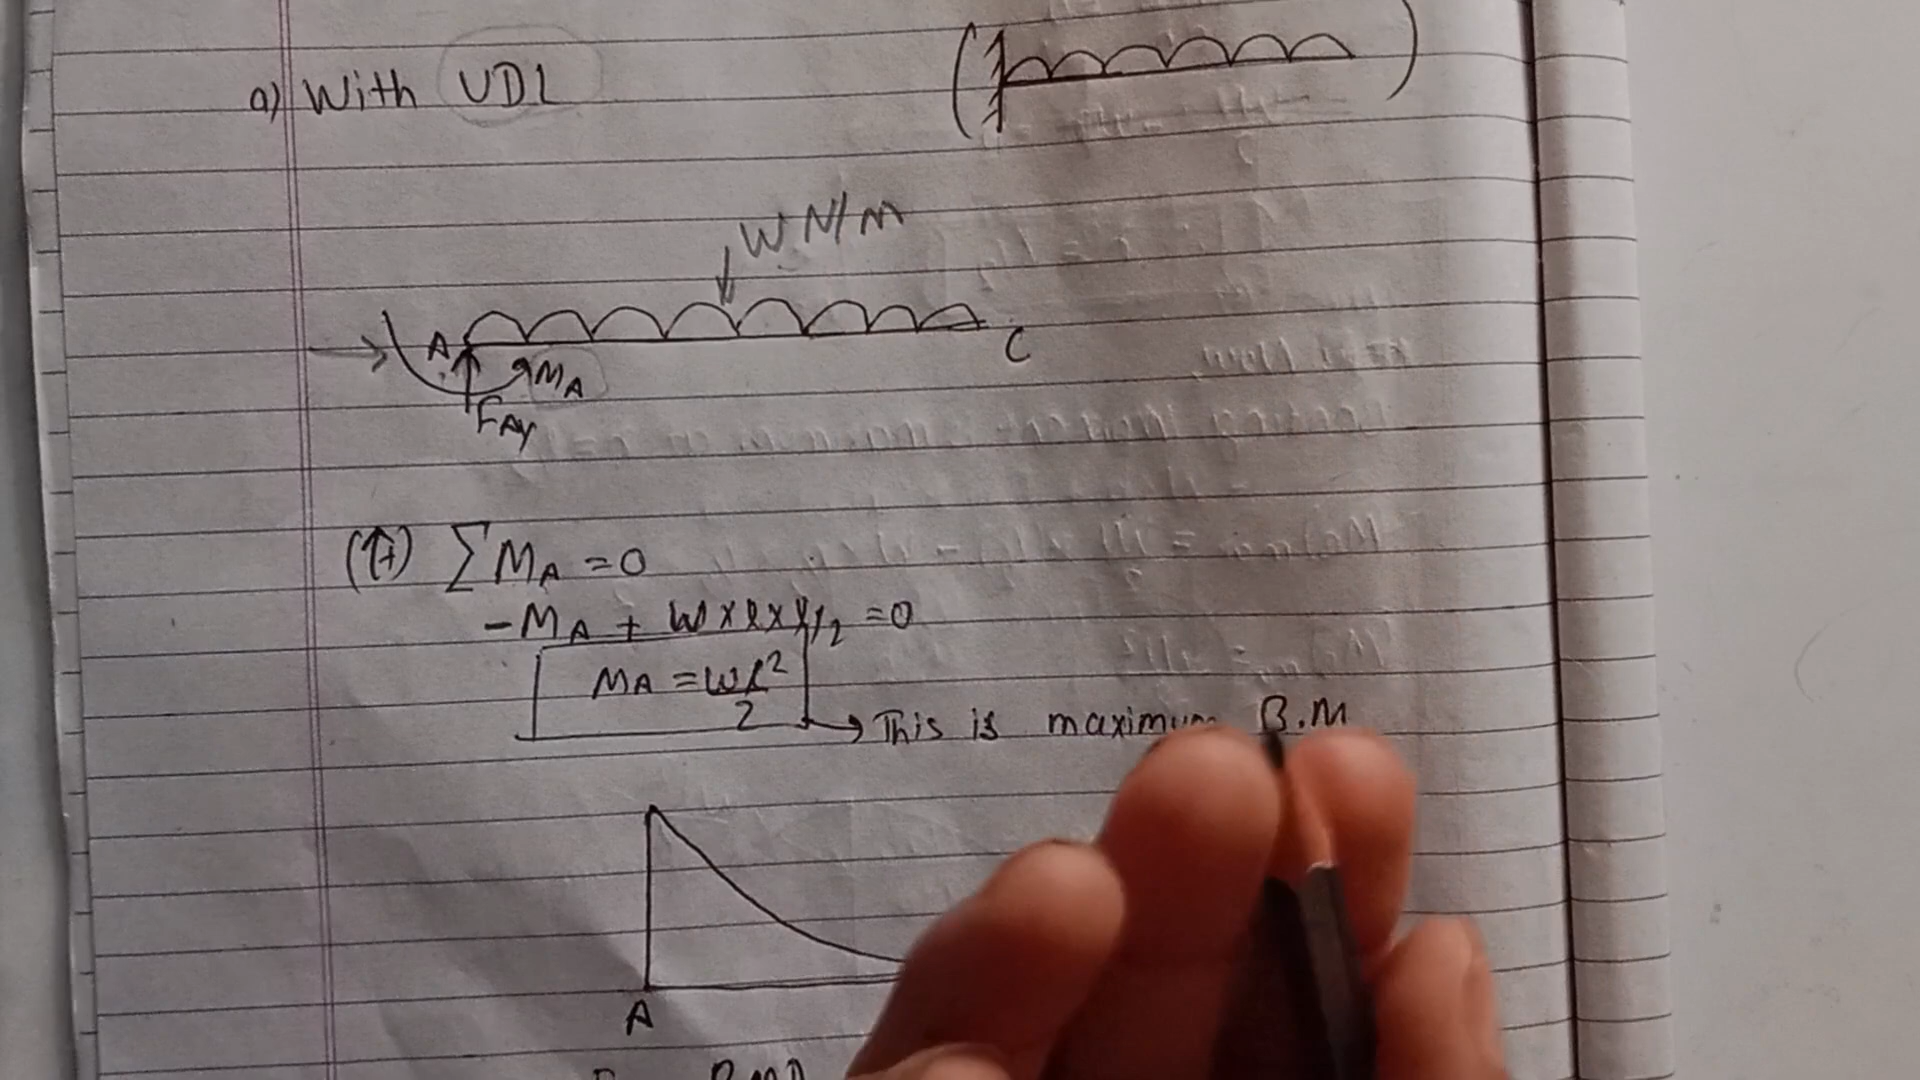 a) With UDL
W N/m
A
C
MA
FAy
(↑+) ΣMA = 0
-MA + W x l x l/2 = 0
MA = wl²/2
→ This is maximum B.M
A